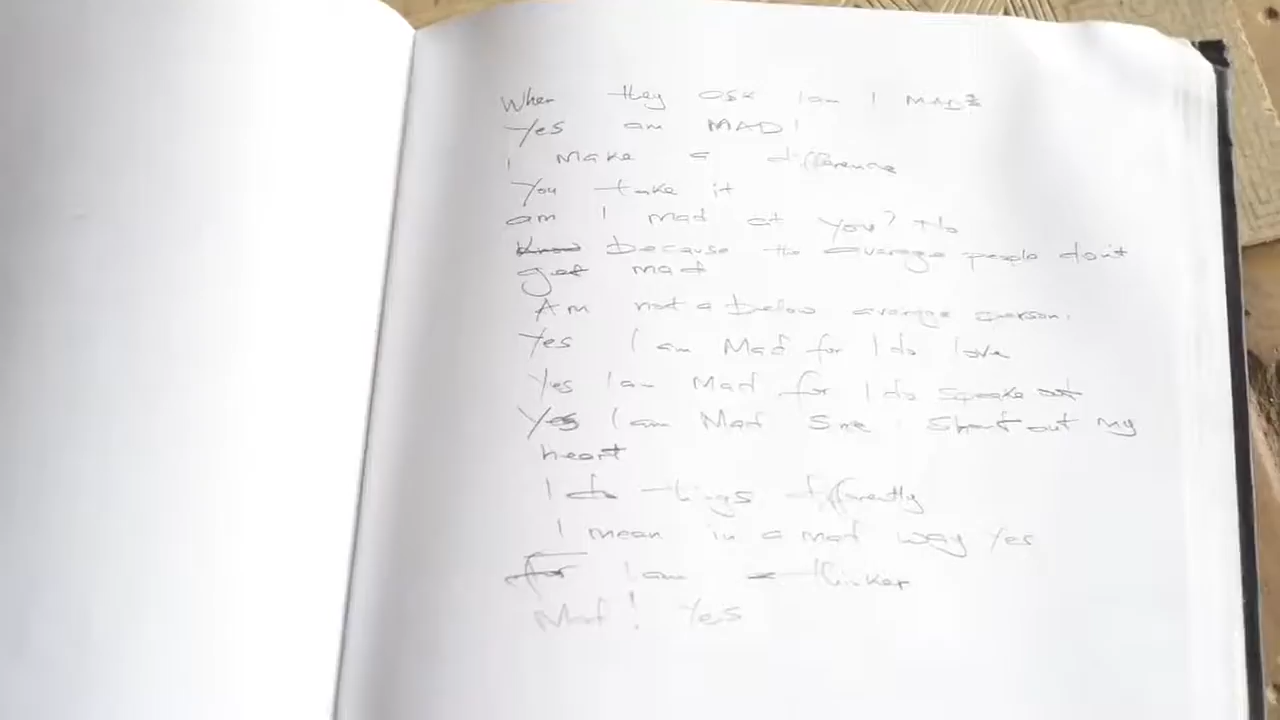 When they ask I am I MAD?
Yes am MAD!
I make a difference
You take it
am I mad at you? No
because the average people don't
get mad
Am not a below average person.
Yes I am Mad for I do love
Yes I am Mad for I do speake out
Yes I am Mad Shout out my
heart
I do things differently
I mean in a mad way Yes
for I am a thinker
Mad! Yes